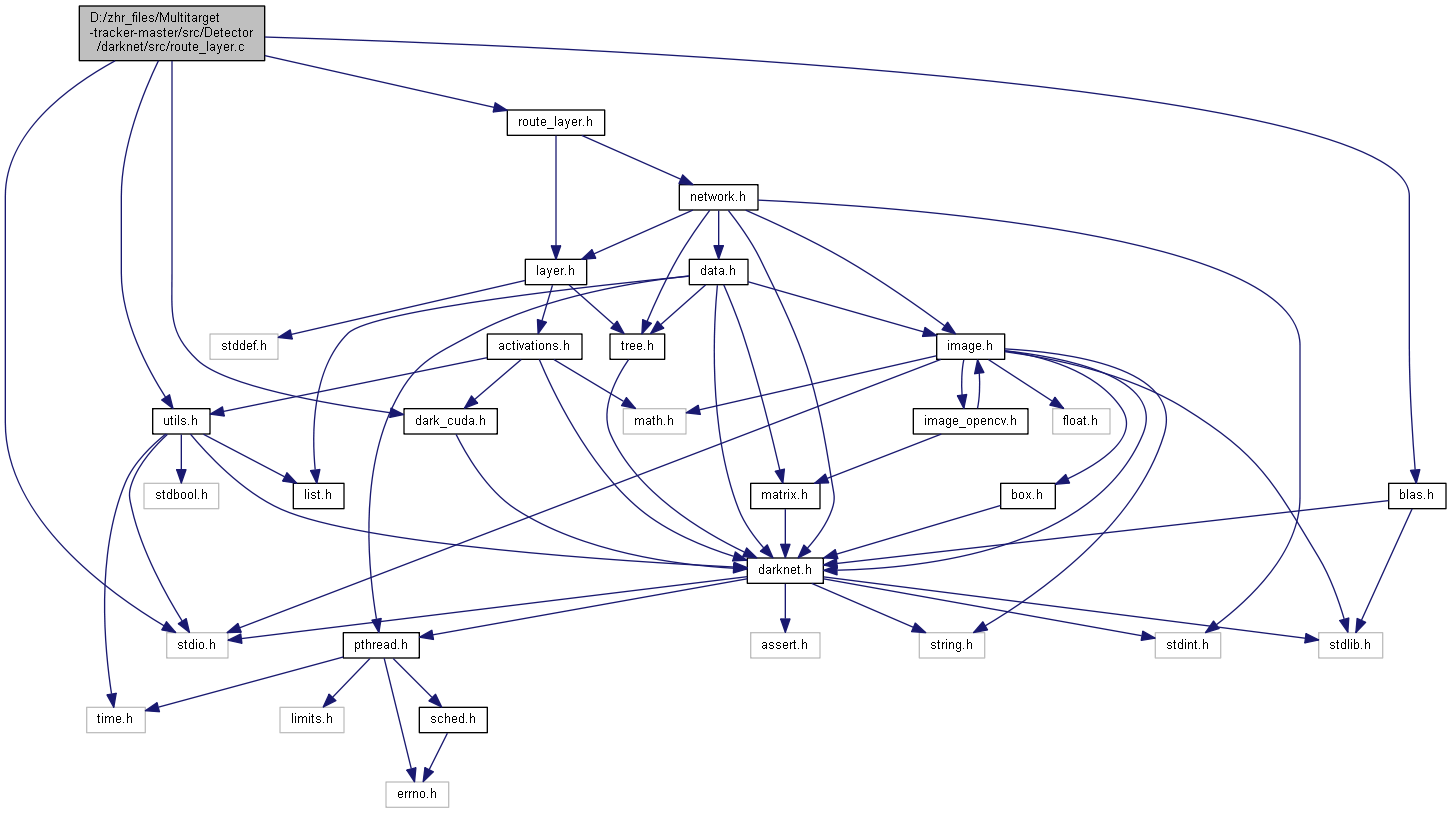 D:/zhr_files/Multitarget
-tracker-master/src/Detector
/darknet/src/route_layer.c
route_layer.h
network.h
layer.h
data.h
stddef.h
activations.h
tree.h
image.h
utils.h
dark_cuda.h
math.h
image_opencv.h
float.h
stdbool.h
list.h
matrix.h
box.h
blas.h
darknet.h
stdio.h
pthread.h
assert.h
string.h
stdint.h
stdlib.h
time.h
limits.h
sched.h
errno.h